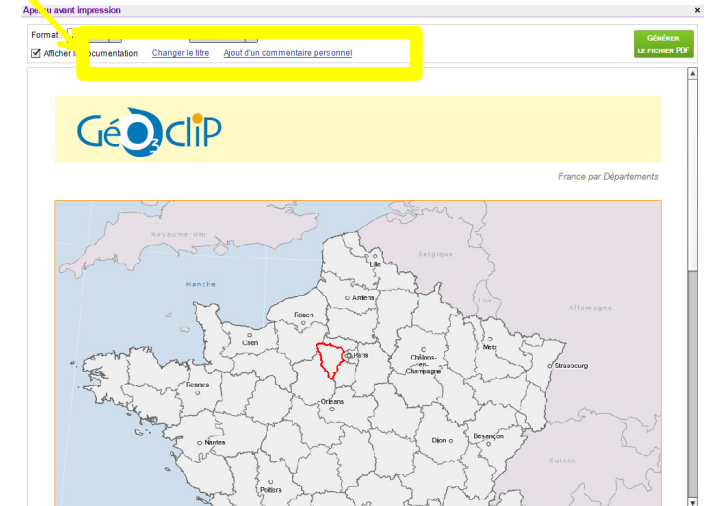 Aperçu avant impression
Format :
Afficher la documentation Changer le titre Ajout d'un commentaire personnel
GÉNÉRER
LE FICHIER PDF
GéO3cliP
France par Départements
Royaume-Uni
Belgique
Lille
Manche
Amiens
Lux.
Allemagne
Rouen
Caen
Metz
Paris
Châlons-
en-
Champagne
Strasbourg
Rennes
Orléans
Nantes
Dijon
Besançon
Suisse
Poitiers